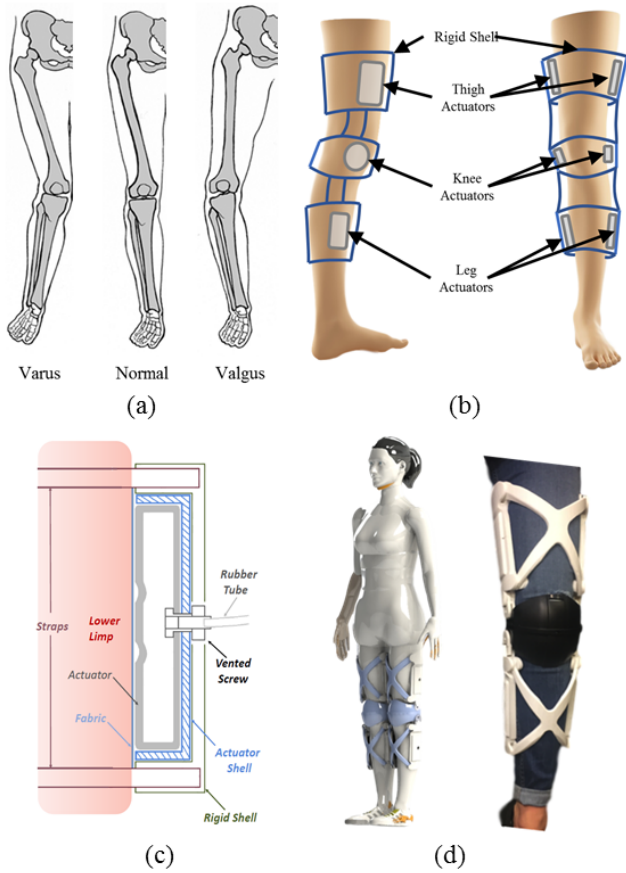 Varus
Normal
Valgus
(a)
Rigid Shell
Thigh
Actuators
Knee
Actuators
Leg
Actuators
(b)
Rubber
Tube
Straps
Lower
Limp
Vented
Screw
Actuator
Fabric
Actuator
Shell
Rigid Shell
(c)
(d)